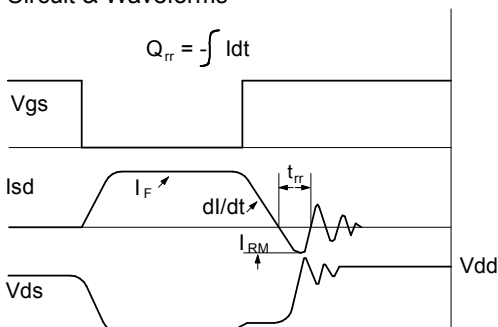 Circuit & Waveforms
Qrr = -∫ Idt
Vgs
Isd
IF
dI/dt
trr
IRM
Vdd
Vds